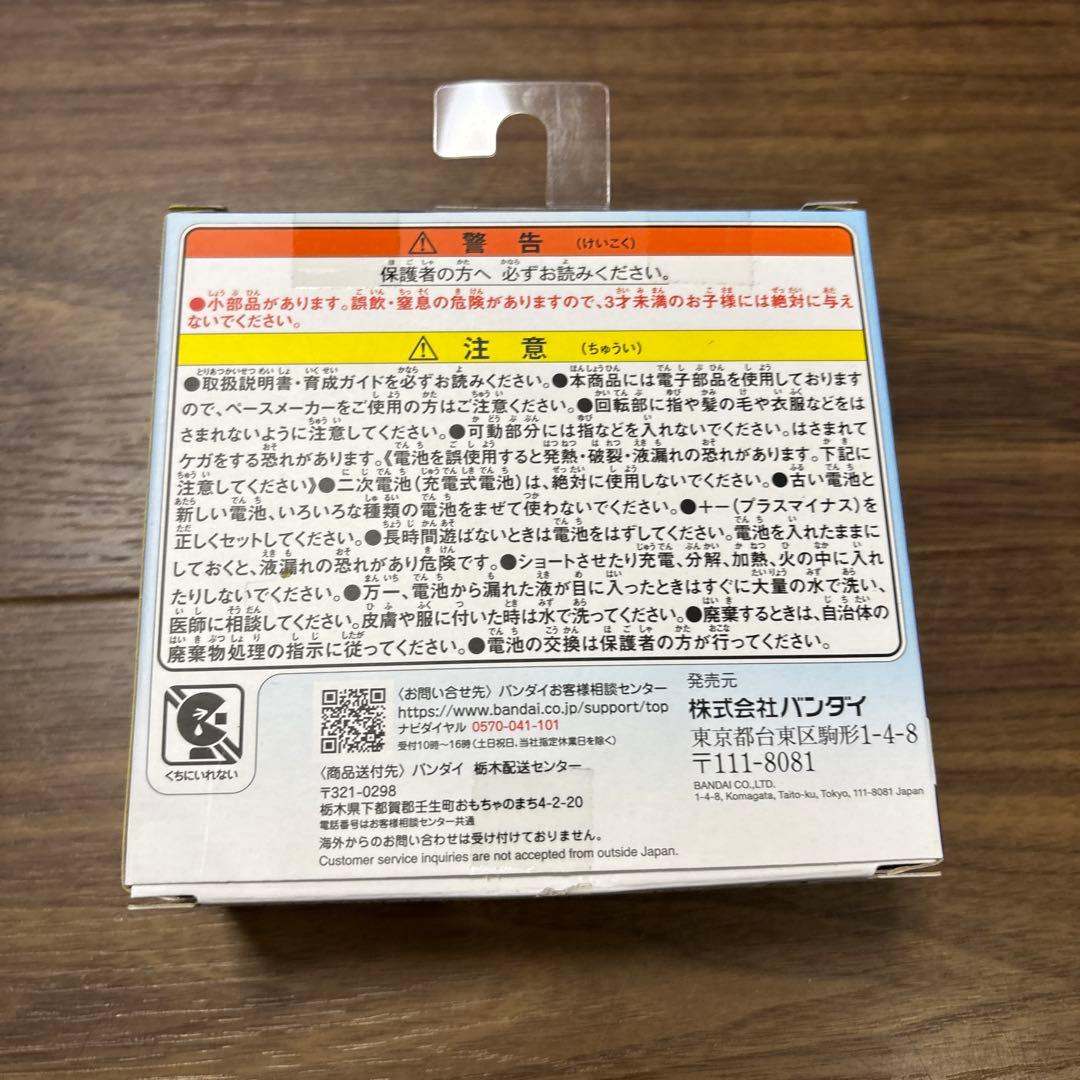 ⚠ 警告 (けいこく)
保護者の方へ 必ずお読みください。
●小部品があります。誤飲・窒息の危険がありますので、3才未満のお子様には絶対に与え
ないでください。
⚠ 注意 (ちゅうい)
●取扱説明書・育成ガイドを必ずお読みください。●本商品には電子部品を使用しております
ので、ペースメーカーをご使用の方はご注意ください。●回転部に指や髪の毛や衣服などをは
さまれないように注意してください。●可動部分には指などを入れないでください。はさまれて
ケガをする恐れがあります。《電池を誤使用すると発熱・破裂・液漏れの恐れがあります。下記に
注意してください》●二次電池(充電式電池)は、絶対に使用しないでください。●古い電池と
新しい電池、いろいろな種類の電池をまぜて使わないでください。●+-(プラスマイナス)を
正しくセットしてください。●長時間遊ばないときは電池をはずしてください。電池を入れたままに
しておくと、液漏れの恐れがあり危険です。●ショートさせたり充電、分解、加熱、火の中に入れ
たりしないでください。●万一、電池から漏れた液が目に入ったときはすぐに大量の水で洗い、
医師に相談してください。皮膚や服に付いた時は水で洗ってください。●廃棄するときは、自治体の
廃棄物処理の指示に従ってください。●電池の交換は保護者の方が行ってください。
くちにいれない
〈お問い合せ先〉バンダイお客様相談センター
https://www.bandai.co.jp/support/top
ナビダイヤル 0570-041-101
受付10時～16時(土日祝日、当社指定休業日を除く)
〈商品送付先〉バンダイ 栃木配送センター
〒321-0298
栃木県下都賀郡壬生町おもちゃのまち4-2-20
電話番号はお客様相談センター共通
海外からのお問い合わせは受け付けておりません。
Customer service inquiries are not accepted from outside Japan.
発売元
株式会社バンダイ
東京都台東区駒形1-4-8
〒111-8081
BANDAI CO.,LTD.
1-4-8, Komagata, Taito-ku, Tokyo, 111-8081 Japan